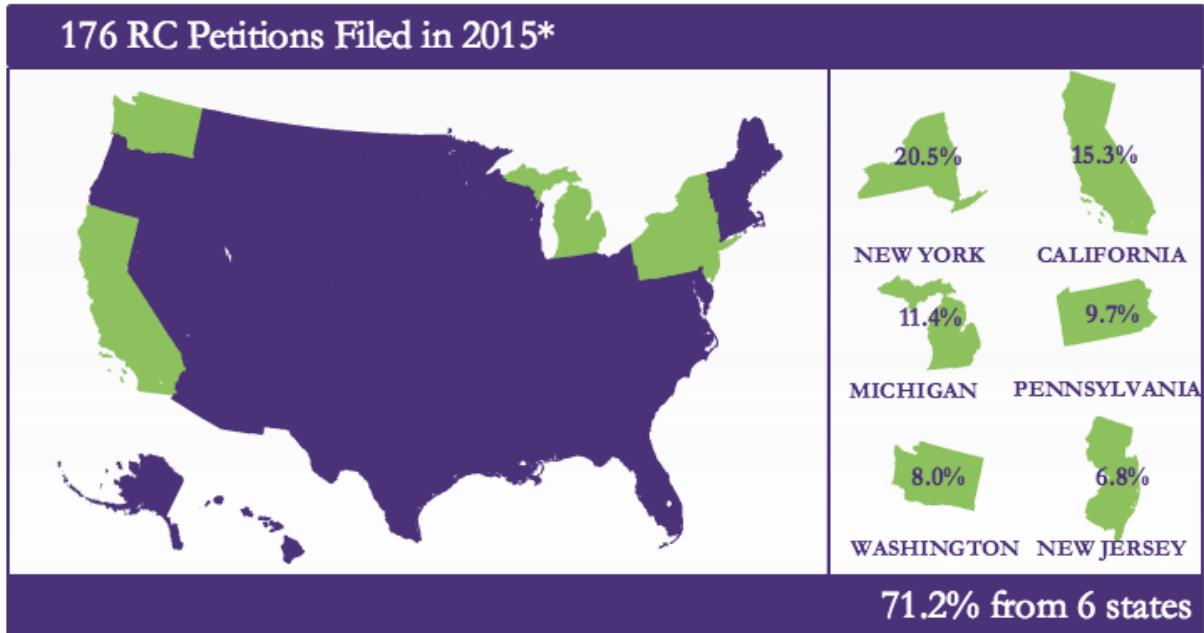 176 RC Petitions Filed in 2015*
20.5%
15.3%
NEW YORK
CALIFORNIA
11.4%
9.7%
MICHIGAN
PENNSYLVANIA
8.0%
6.8%
WASHINGTON
NEW JERSEY
71.2% from 6 states